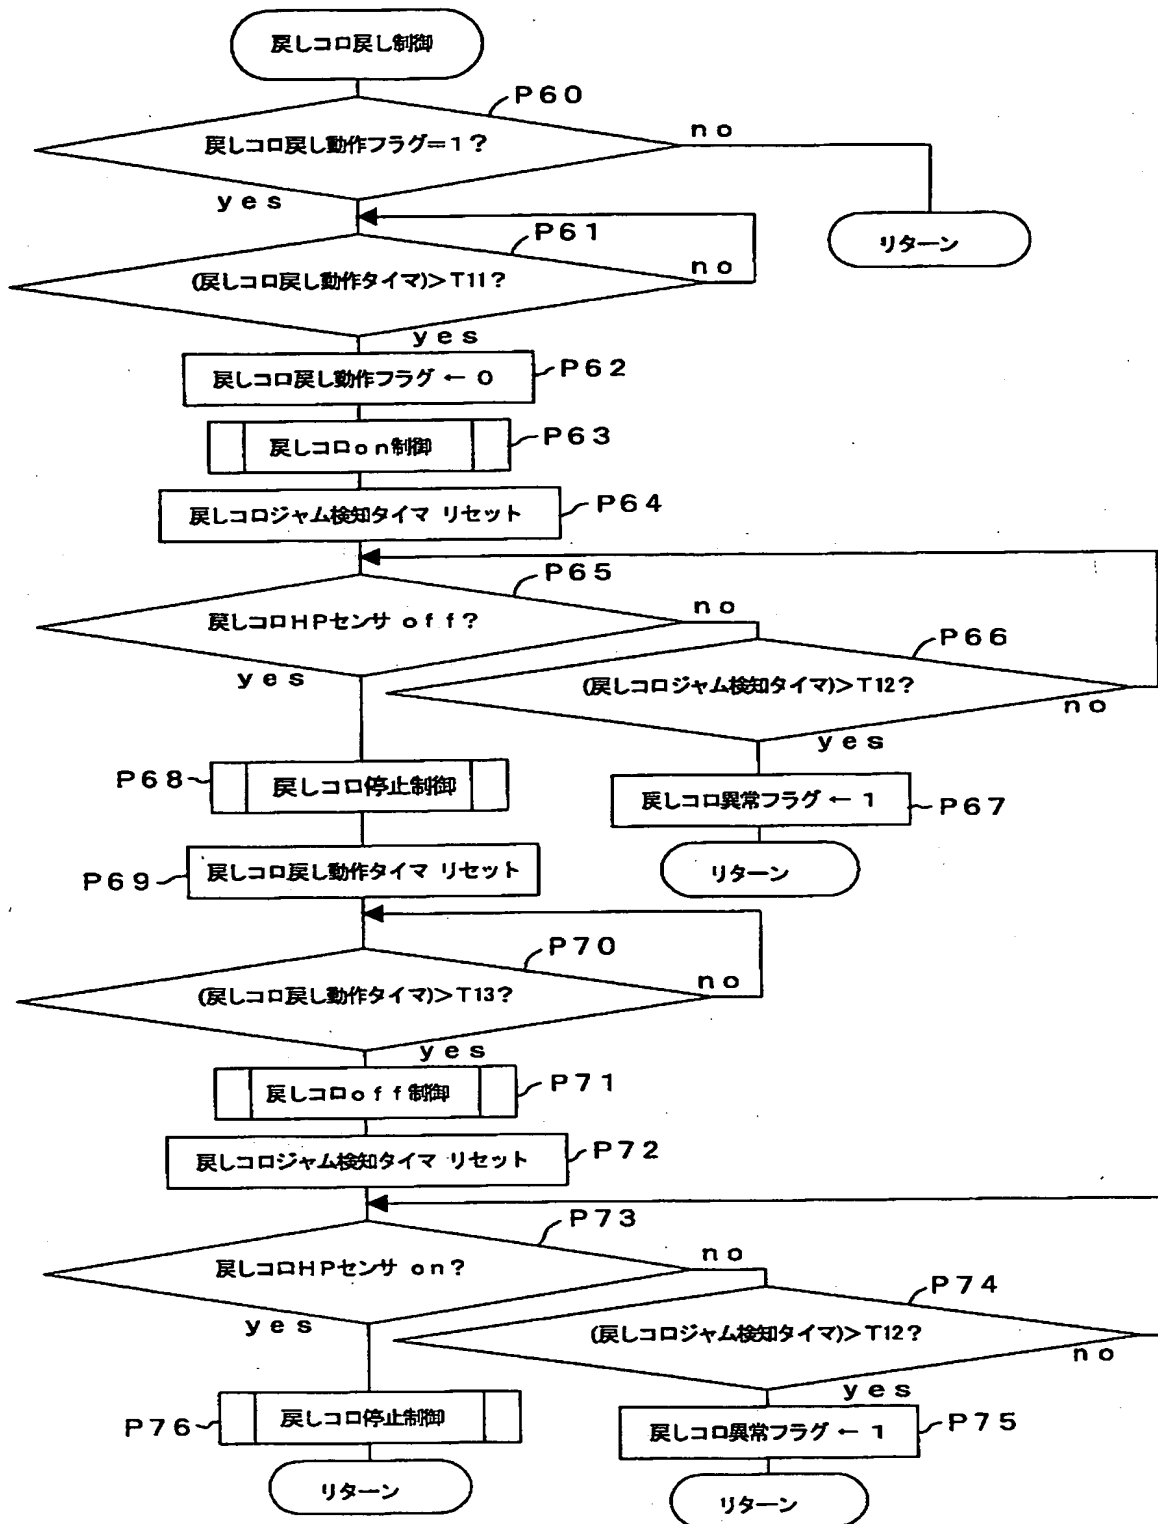 戻しコロ戻し制御
P60
戻しコロ戻し動作フラグ=1?
no
yes
リターン
P61
(戻しコロ戻し動作タイマ)>T11?
no
yes
戻しコロ戻し動作フラグ ← 0
P62
戻しコロon制御
P63
戻しコロジャム検知タイマ リセット
P64
P65
戻しコロHPセンサ off?
no
yes
P66
(戻しコロジャム検知タイマ)>T12?
no
yes
戻しコロ異常フラグ ← 1
P67
リターン
P68
戻しコロ停止制御
P69
戻しコロ戻し動作タイマ リセット
P70
(戻しコロ戻し動作タイマ)>T13?
no
yes
戻しコロoff制御
P71
戻しコロジャム検知タイマ リセット
P72
P73
戻しコロHPセンサ on?
no
yes
P74
(戻しコロジャム検知タイマ)>T12?
no
yes
戻しコロ異常フラグ ← 1
P75
リターン
P76
戻しコロ停止制御
リターン